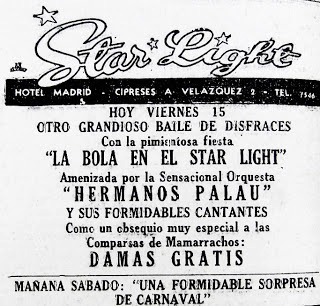 Star Light
HOTEL MADRID - CIPRESES A VELAZQUEZ 2 - TEL. 7546
HOY VIERNES 15
OTRO GRANDIOSO BAILE DE DISFRACES
Con la pimientosa fiesta
"LA BOLA EN EL STAR LIGHT"
Amenizada por la Sensacional Orquesta
"HERMANOS PALAU"
Y SUS FORMIDABLES CANTANTES
Como un obsequio muy especial a las
Comparsas de Mamarrachos:
DAMAS GRATIS
MAÑANA SABADO: "UNA FORMIDABLE SORPRESA
DE CARNAVAL"